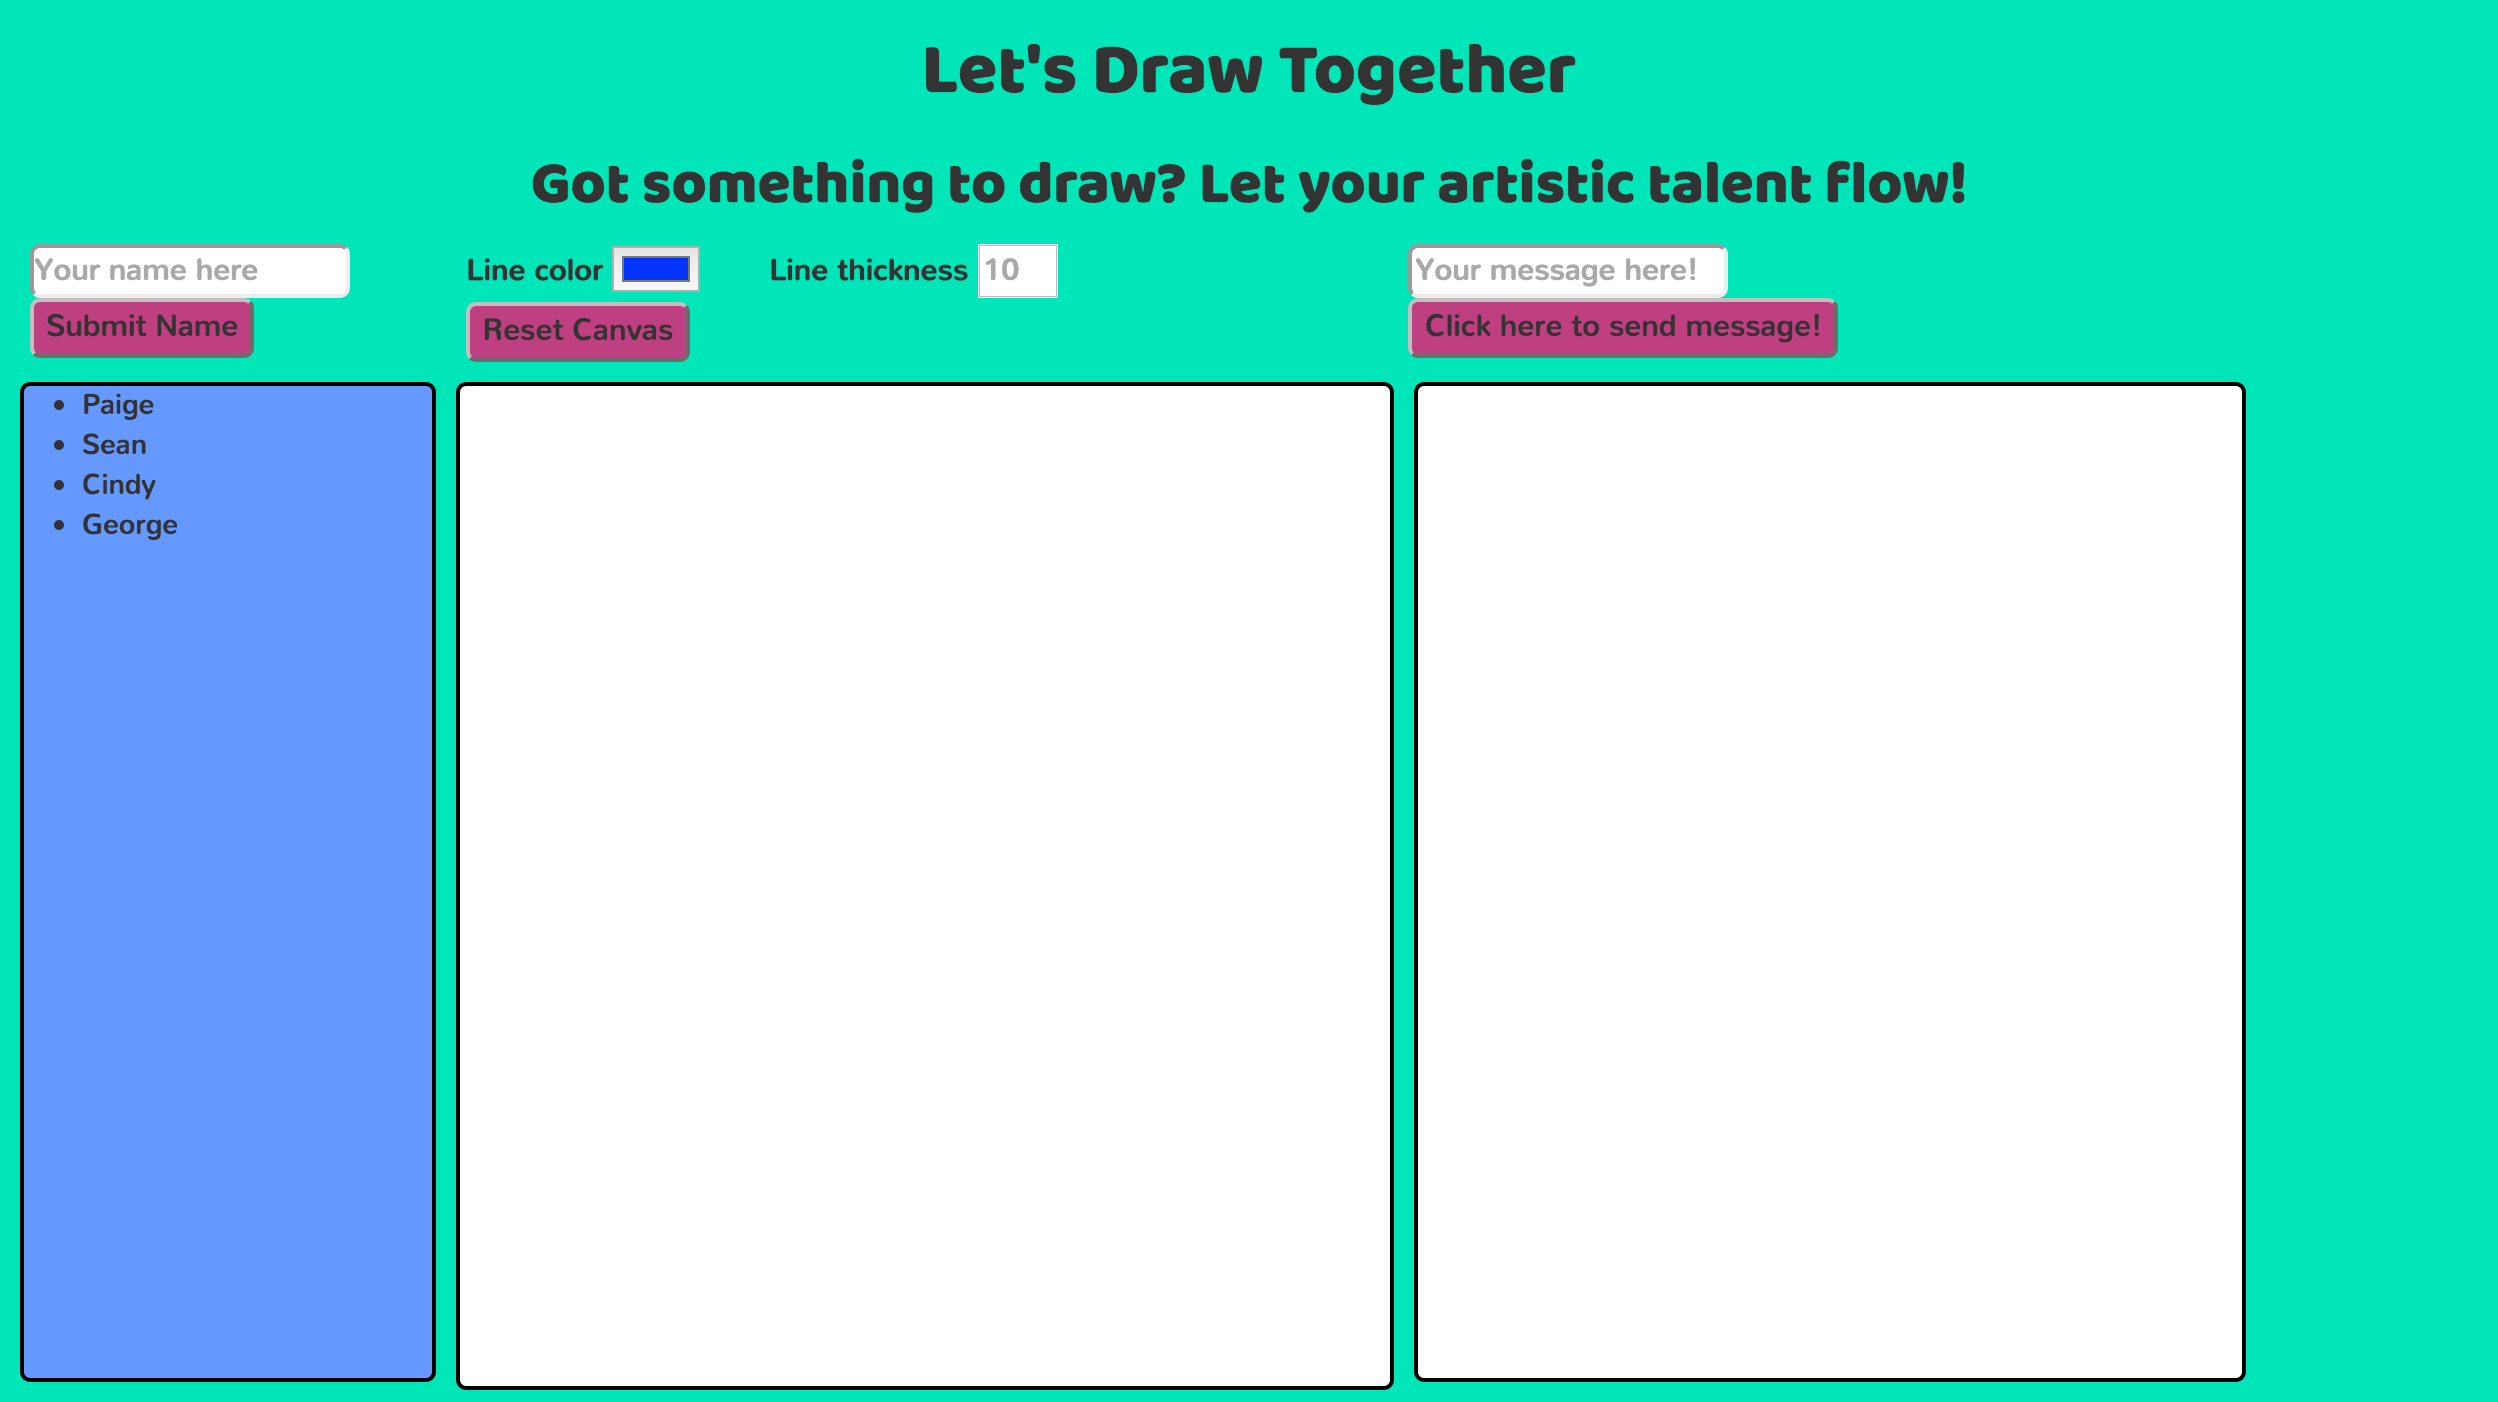 Let's Draw Together
Got something to draw? Let your artistic talent flow!
Your name here
Submit Name
Line color
Line thickness 10
Reset Canvas
Your message here!
Click here to send message!
Paige
Sean
Cindy
George